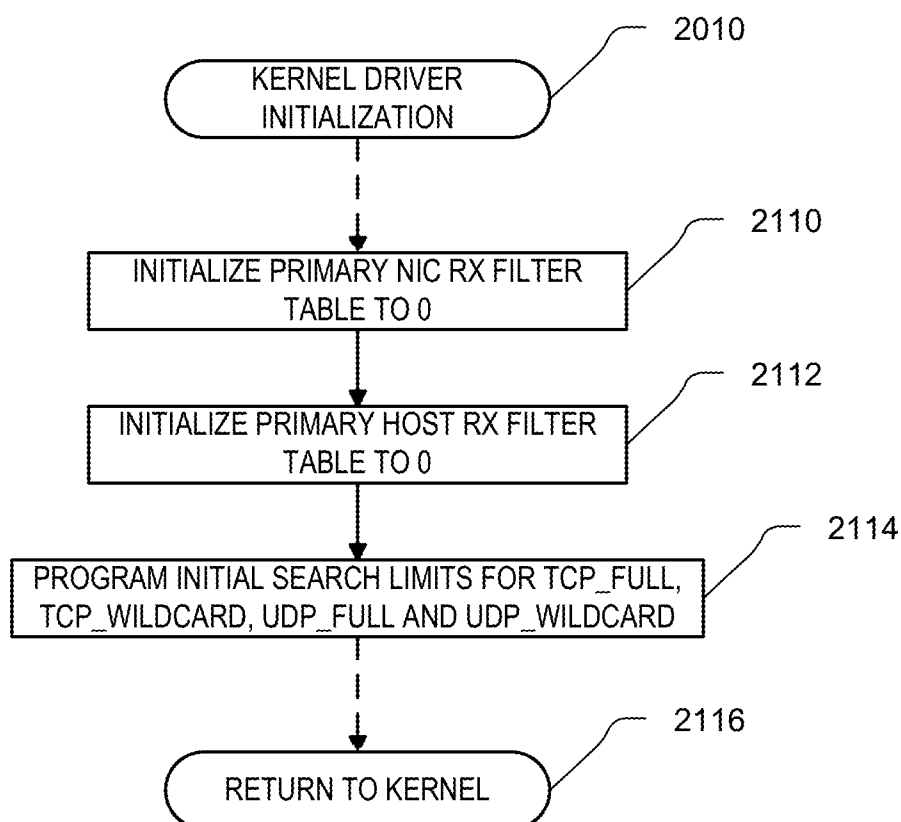 2010
KERNEL DRIVER
INITIALIZATION
2110
INITIALIZE PRIMARY NIC RX FILTER
TABLE TO 0
2112
INITIALIZE PRIMARY HOST RX FILTER
TABLE TO 0
2114
PROGRAM INITIAL SEARCH LIMITS FOR TCP_FULL,
TCP_WILDCARD, UDP_FULL AND UDP_WILDCARD
2116
RETURN TO KERNEL